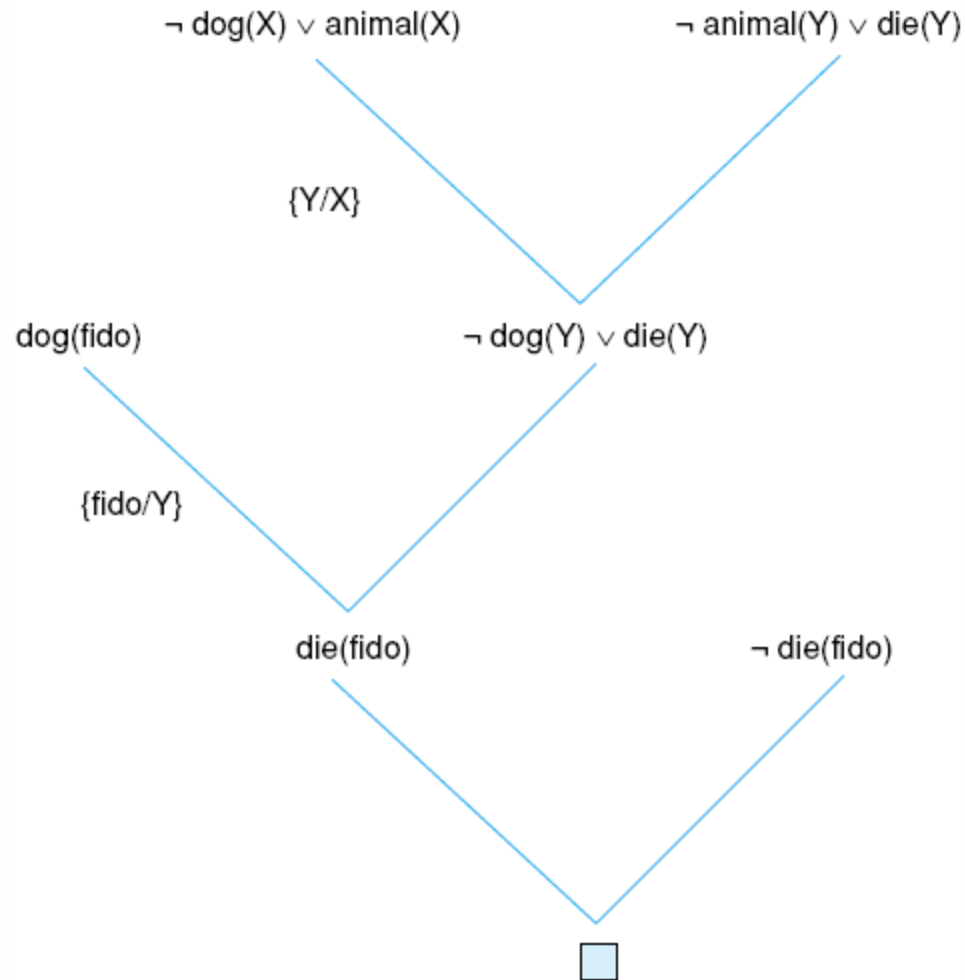 ¬ dog(X) ∨ animal(X)
¬ animal(Y) ∨ die(Y)
{Y/X}
dog(fido)
¬ dog(Y) ∨ die(Y)
{fido/Y}
die(fido)
¬ die(fido)